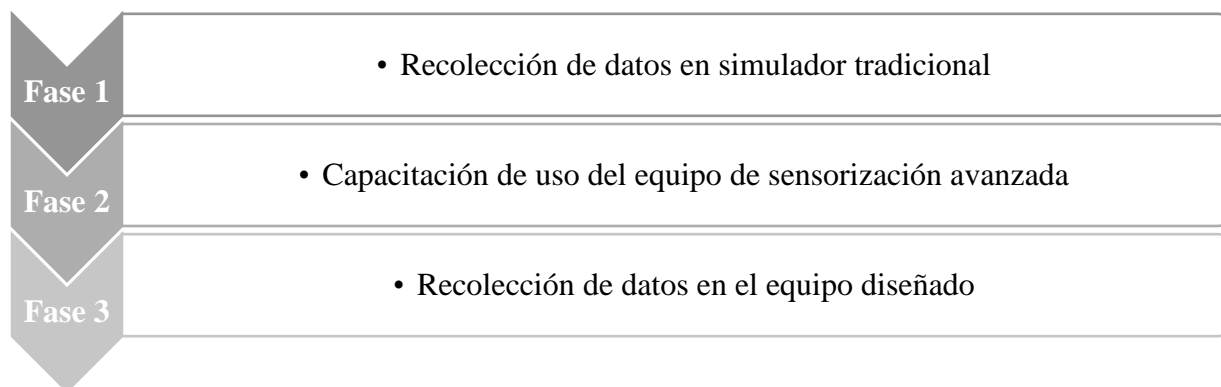 Fase 1
• Recolección de datos en simulador tradicional
Fase 2
• Capacitación de uso del equipo de sensorización avanzada
Fase 3
• Recolección de datos en el equipo diseñado